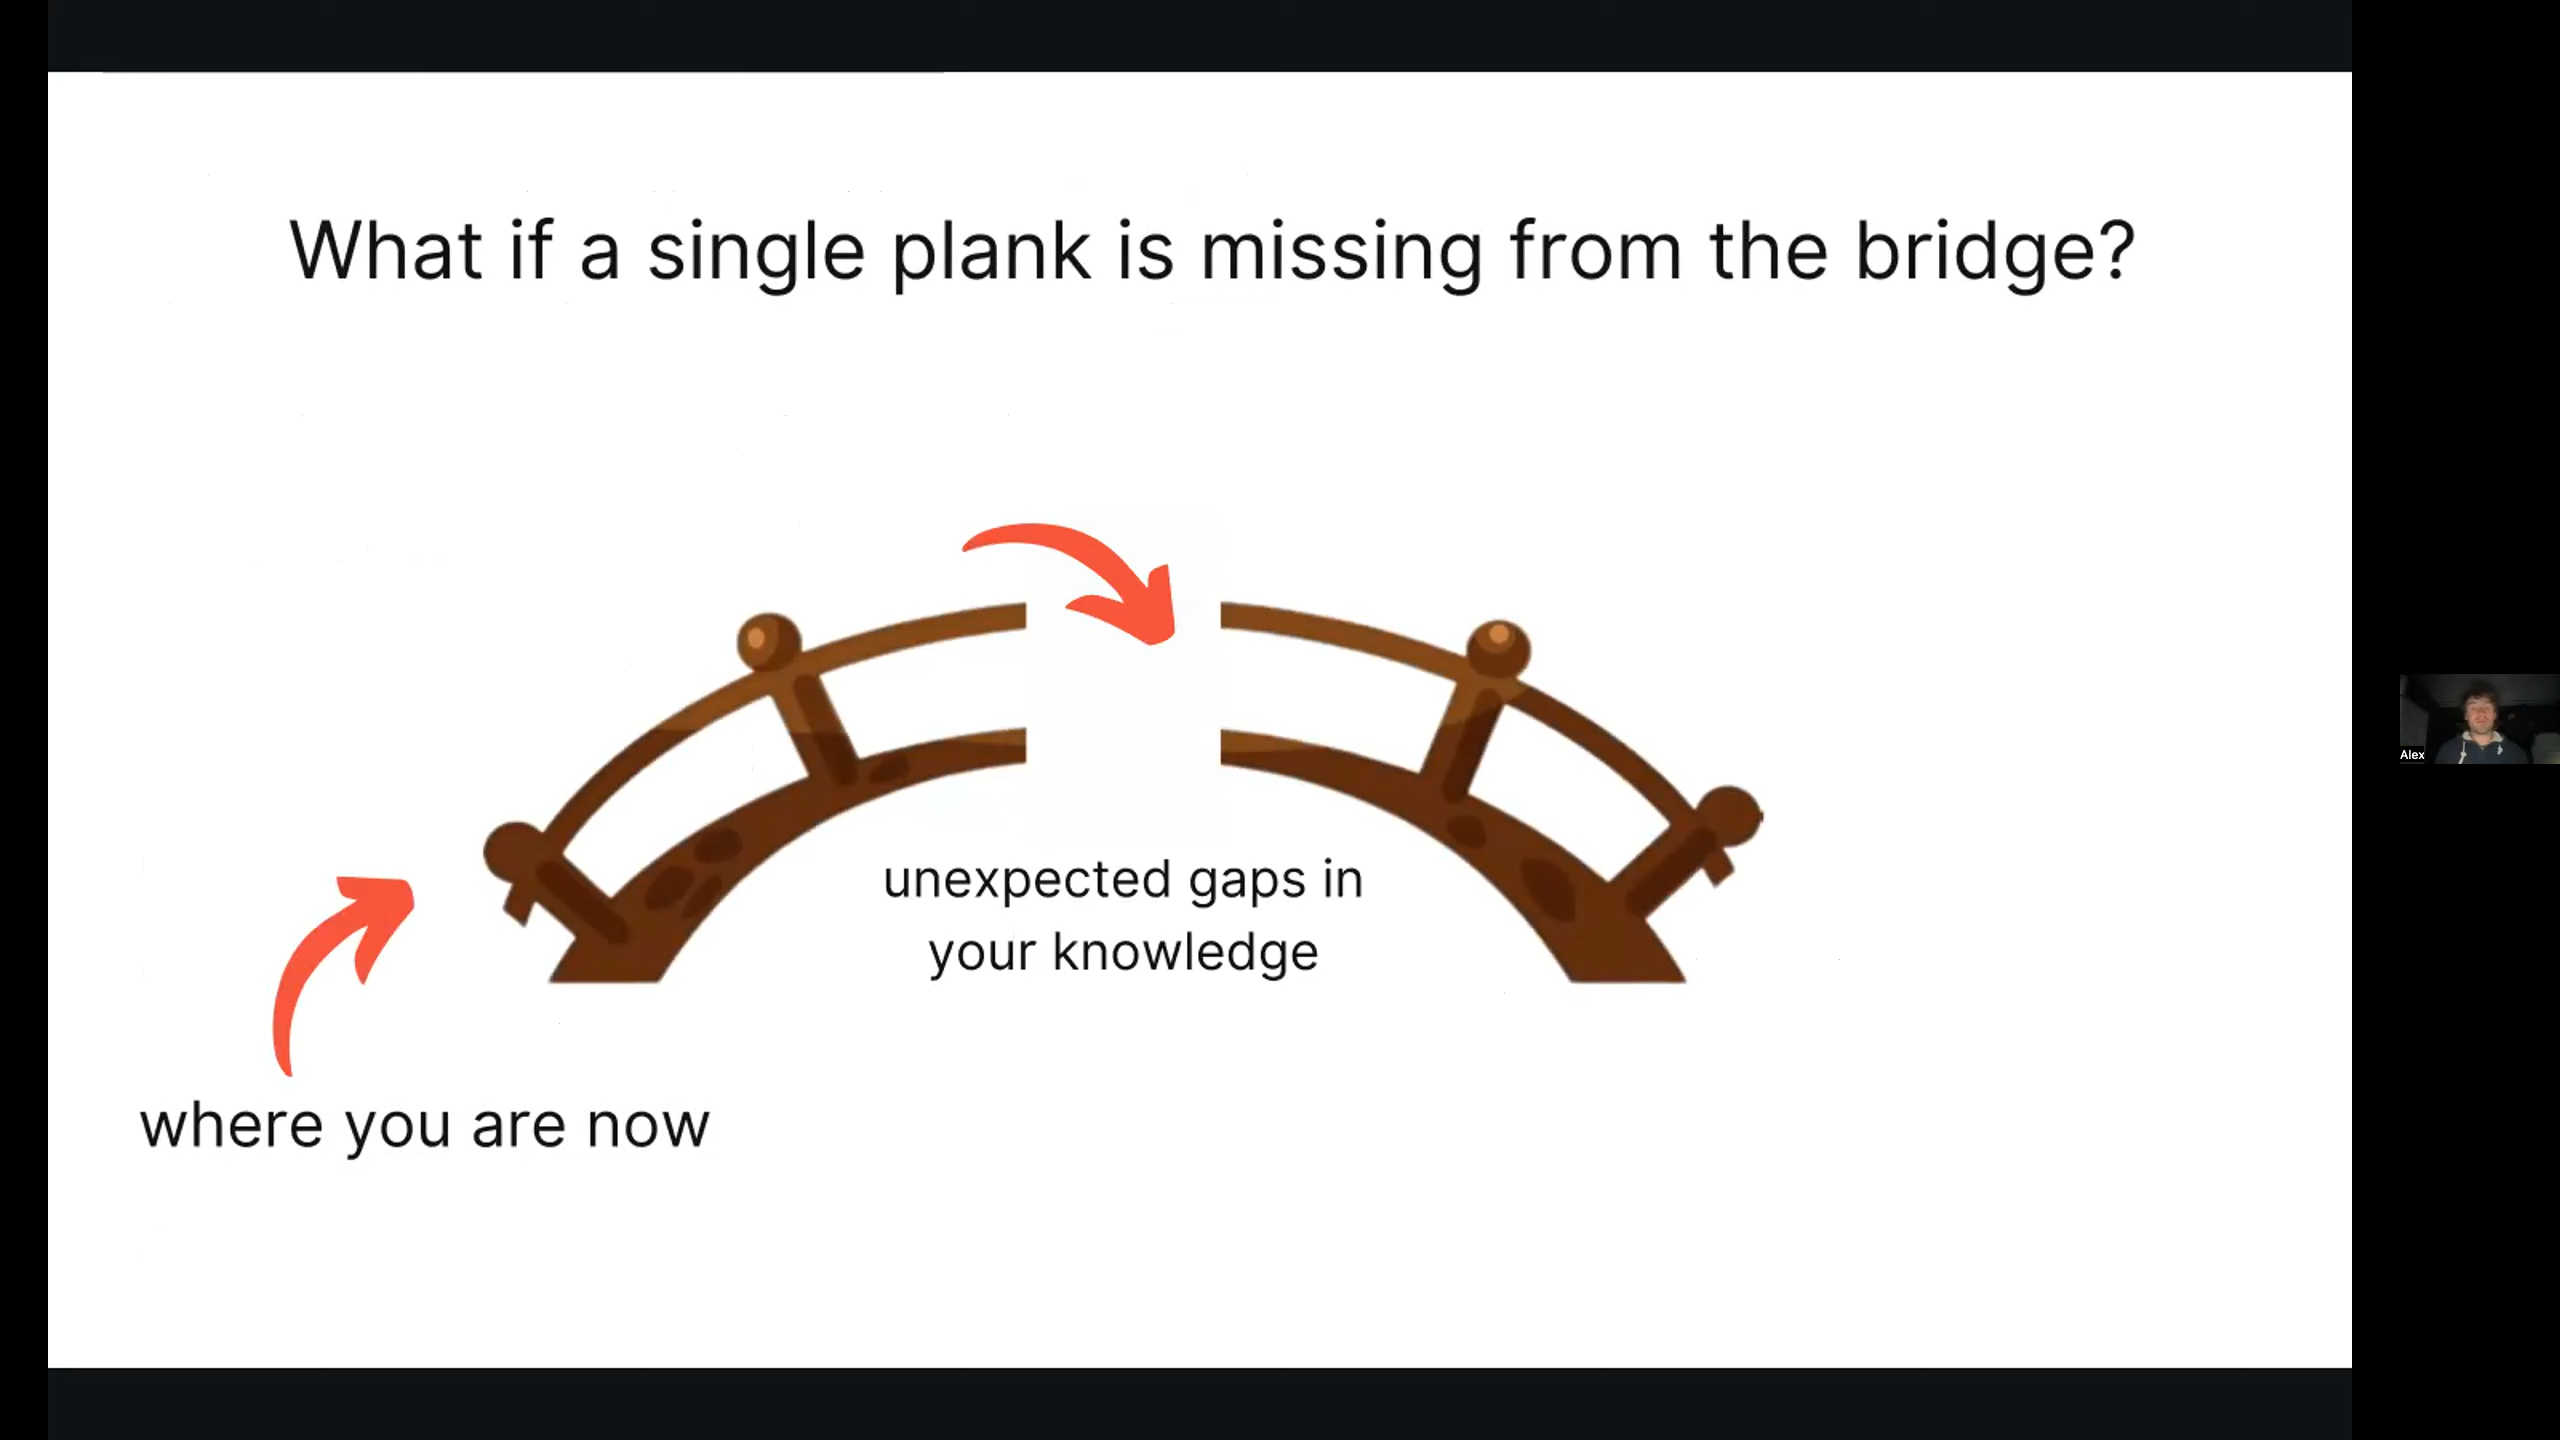 What if a single plank is missing from the bridge?
unexpected gaps in
your knowledge
where you are now
Alex